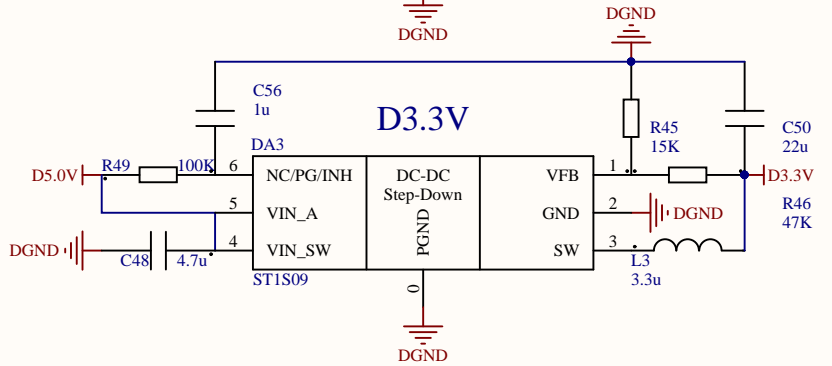 DGND
DGND
C56
1u
D3.3V
R45
15K
C50
22u
DA3
D5.0V
R49
100K
6
NC/PG/INH
DC-DC
Step-Down
VFB
1
D3.3V
5
VIN_A
GND
2
DGND
R46
47K
DGND
C48
4.7u
4
VIN_SW
PGND
SW
3
L3
3.3u
ST1S09
0
DGND